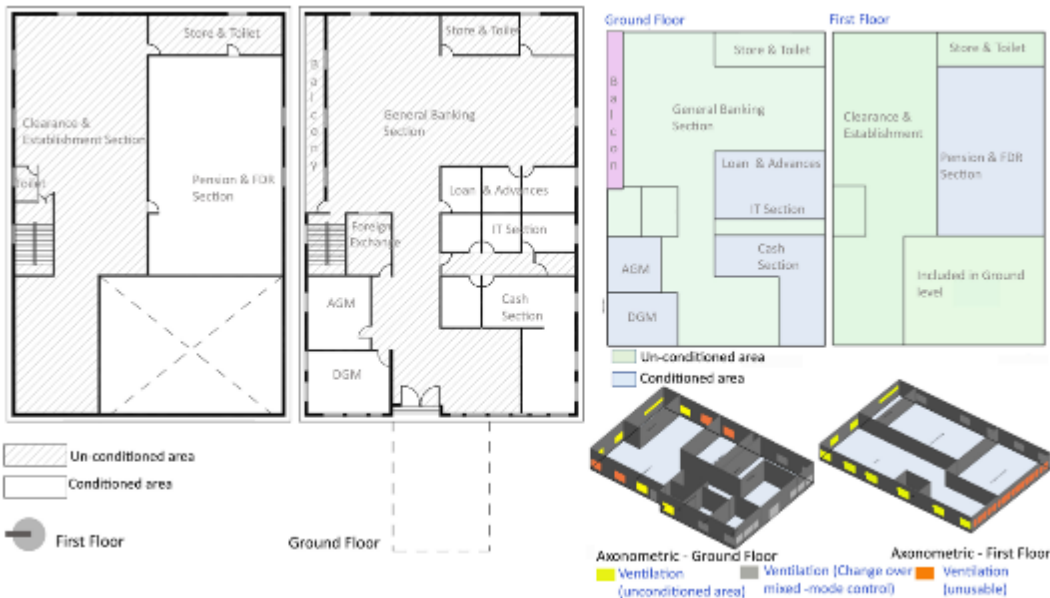 Store & Toilet
Clearance &
Establishment Section
Toilet
Pension & FDR
Section
Un-conditioned area
Conditioned area
First Floor
Store & Toilet
Balcony
General Banking
Section
Loan & Advances
Foreign
Exchange
IT Section
AGM
Cash
Section
DGM
Ground Floor
Ground Floor
Store & Toilet
Balcon
General Banking
Section
Loan & Advances
IT Section
AGM
Cash
Section
DGM
First Floor
Store & Toilet
Clearance &
Establishment
Pension & FDR
Section
Included in Ground
level
Un-conditioned area
Conditioned area
Axonometric - Ground Floor
Axonometric - First Floor
Ventilation
(unconditioned area)
Ventilation (Change over
mixed -mode control)
Ventilation
(unusable)